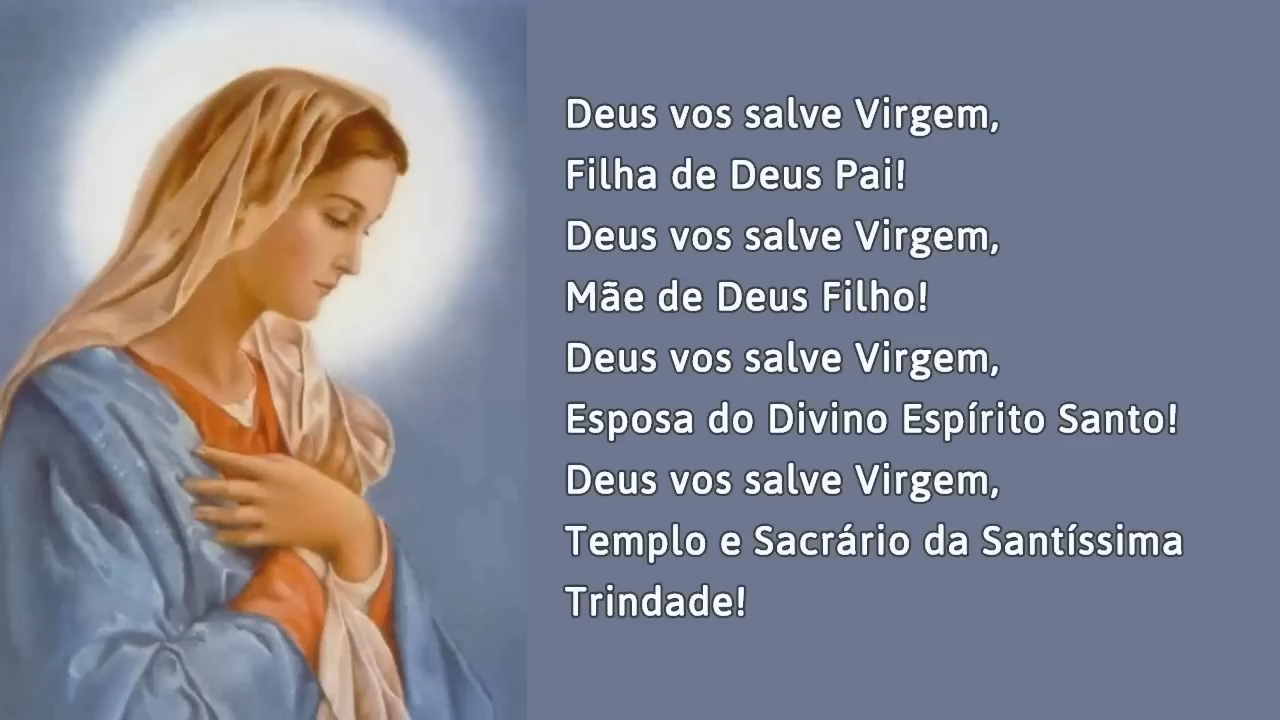 Deus vos salve Virgem,
Filha de Deus Pai!
Deus vos salve Virgem,
Mãe de Deus Filho!
Deus vos salve Virgem,
Esposa do Divino Espírito Santo!
Deus vos salve Virgem,
Templo e Sacrário da Santíssima
Trindade!